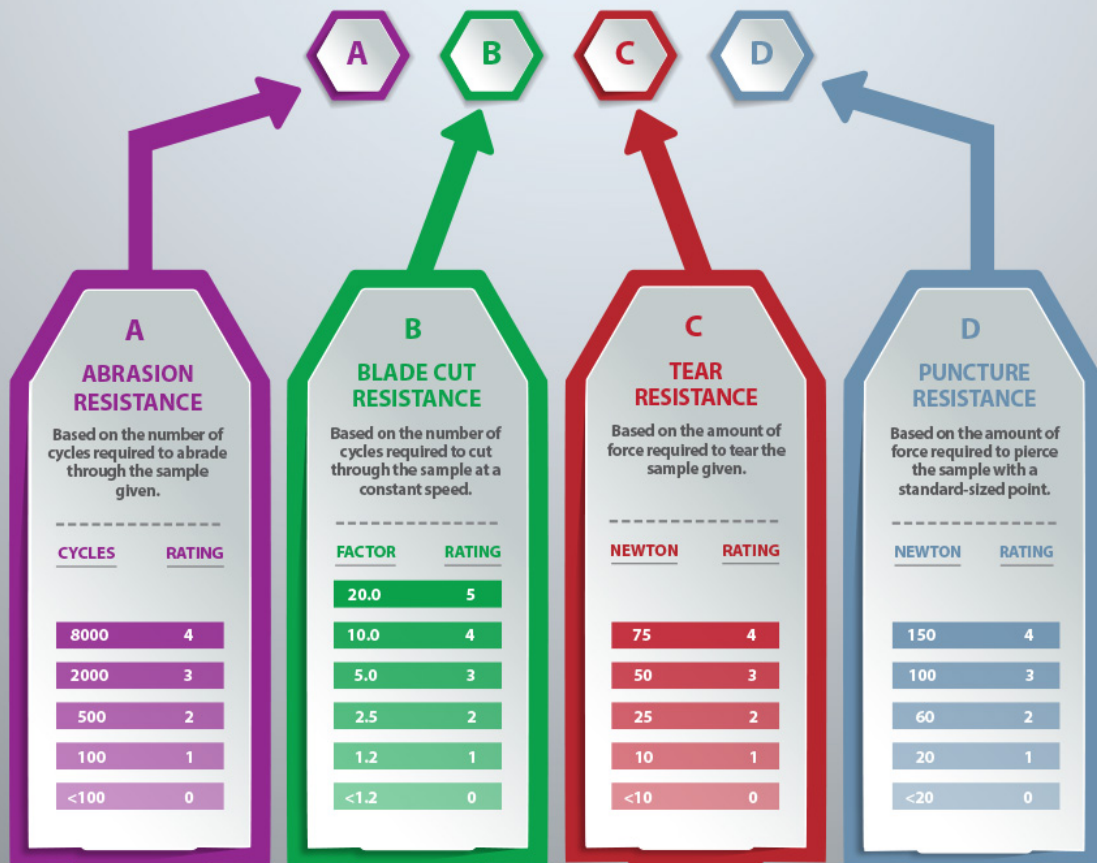 A
B
C
D
A
ABRASION
RESISTANCE
Based on the number of
cycles required to abrade
through the sample
given.
CYCLES RATING
8000 4
2000 3
500 2
100 1
<100 0
B
BLADE CUT
RESISTANCE
Based on the number of
cycles required to cut
through the sample at a
constant speed.
FACTOR RATING
20.0 5
10.0 4
5.0 3
2.5 2
1.2 1
<1.2 0
C
TEAR
RESISTANCE
Based on the amount of
force required to tear the
sample given.
NEWTON RATING
75 4
50 3
25 2
10 1
<10 0
D
PUNCTURE
RESISTANCE
Based on the amount of
force required to pierce
the sample with a
standard-sized point.
NEWTON RATING
150 4
100 3
60 2
20 1
<20 0